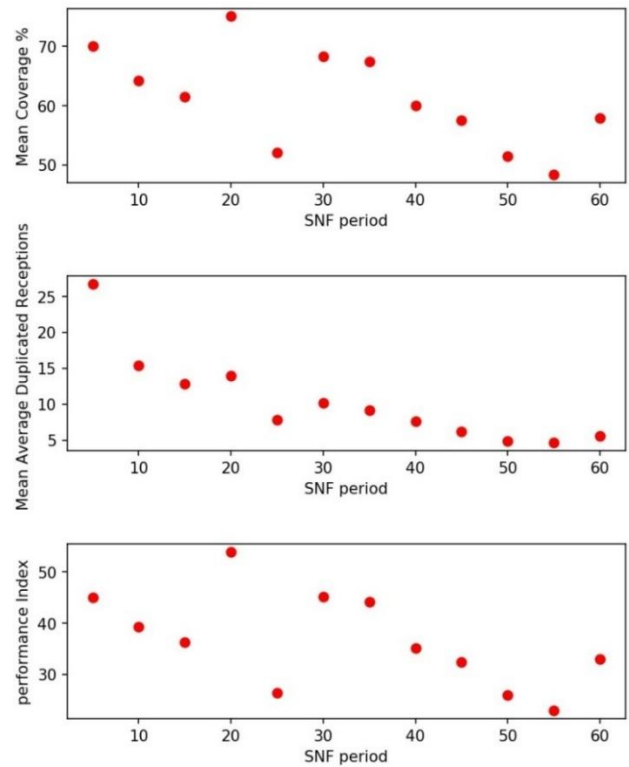 Mean Coverage %
70
60
50
10 20 30 40 50 60
SNF period
Mean Average Duplicated Receptions
25
20
15
10
5
10 20 30 40 50 60
SNF period
performance Index
50
40
30
10 20 30 40 50 60
SNF period